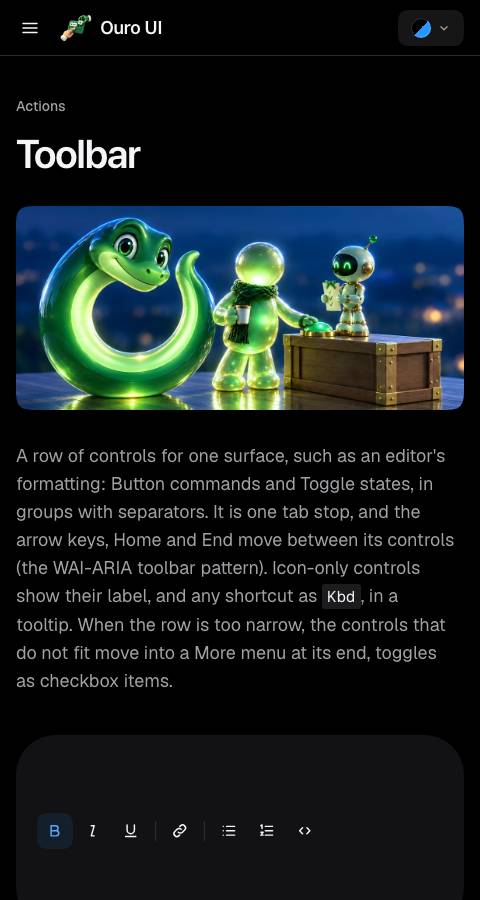 Ouro UI
Actions
Toolbar
A row of controls for one surface, such as an editor's
formatting: Button commands and Toggle states, in
groups with separators. It is one tab stop, and the
arrow keys, Home and End move between its controls
(the WAI-ARIA toolbar pattern). Icon-only controls
show their label, and any shortcut as Kbd, in a
tooltip. When the row is too narrow, the controls that
do not fit move into a More menu at its end, toggles
as checkbox items.
B I U